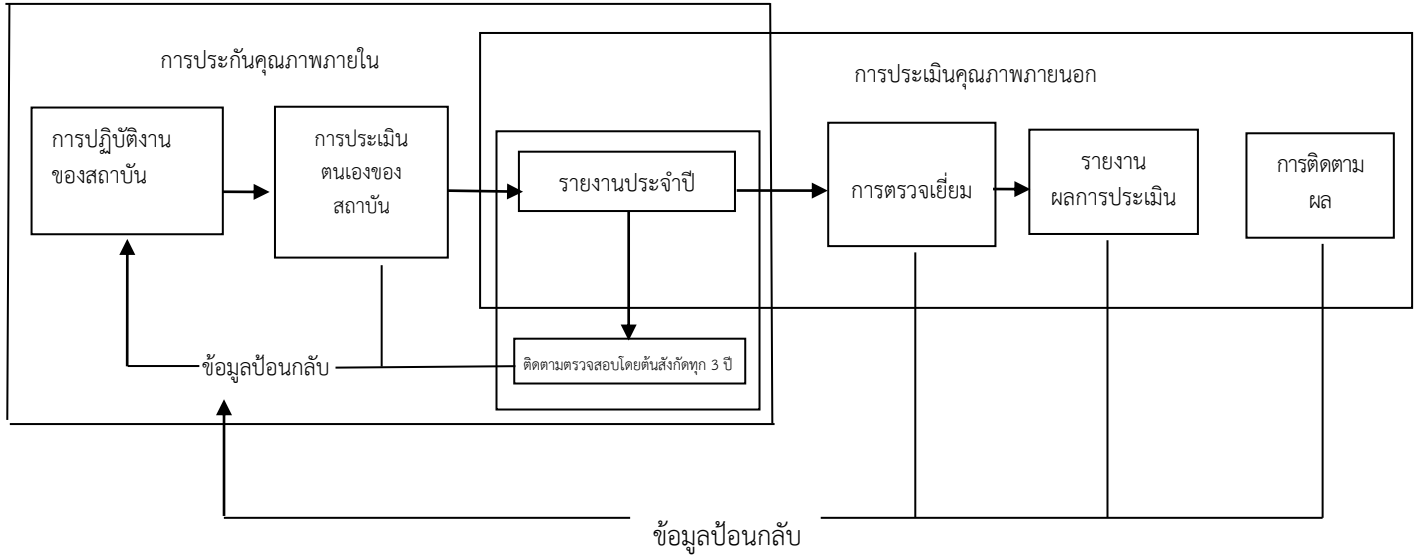 การประกันคุณภาพภายใน
การประเมินคุณภาพภายนอก
การปฏิบัติงาน
ของสถาบัน
การประเมิน
ตนเองของ
สถาบัน
รายงานประจำปี
การตรวจเยี่ยม
รายงาน
ผลการประเมิน
การติดตาม
ผล
ข้อมูลป้อนกลับ
ติดตามตรวจสอบโดยต้นสังกัดทุก 3 ปี
ข้อมูลป้อนกลับ